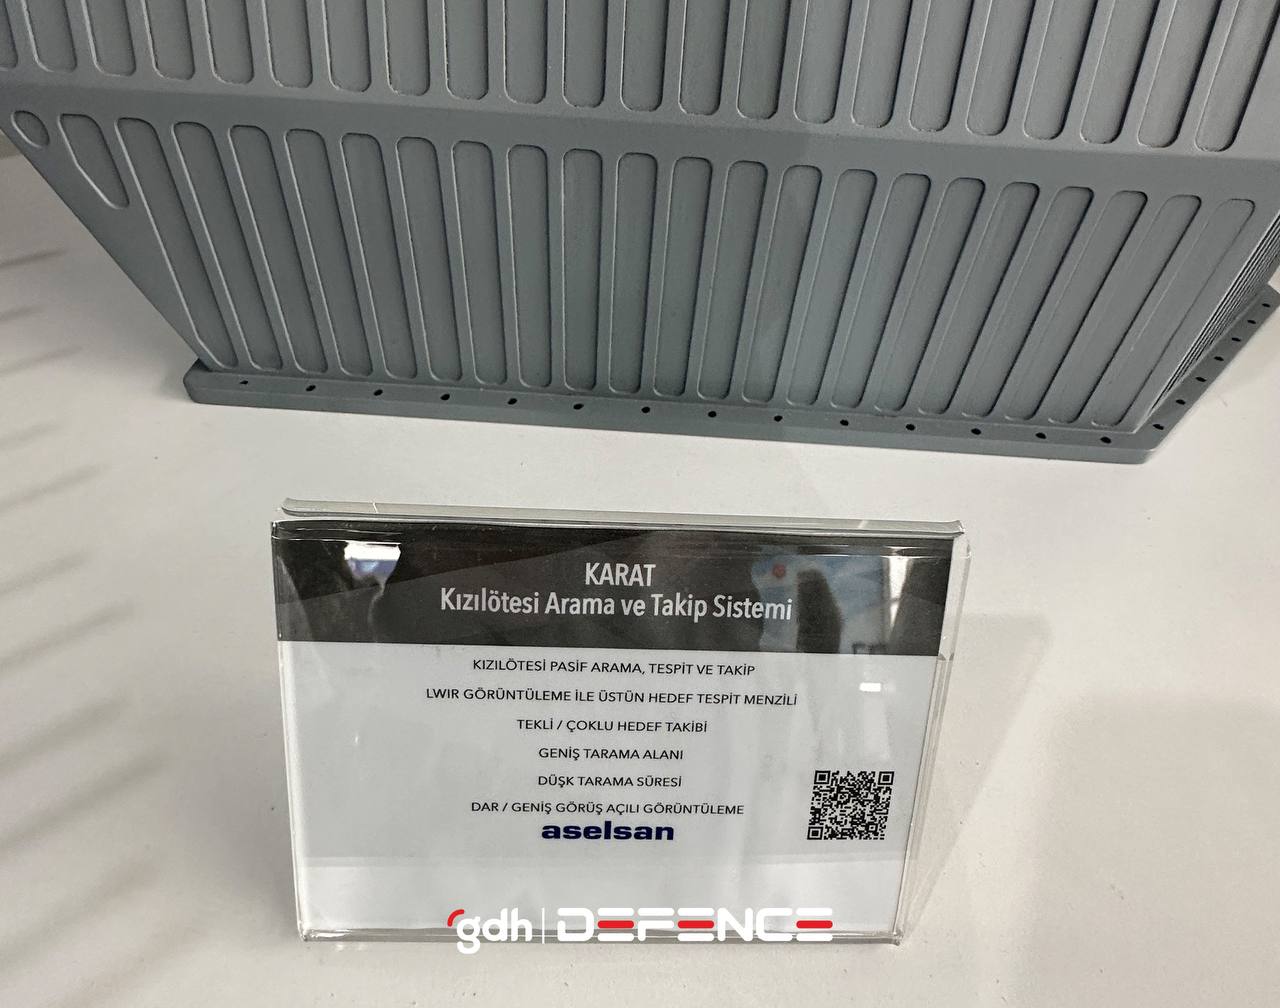 KARAT
Kızılötesi Arama ve Takip Sistemi
KIZILÖTESİ PASİF ARAMA, TESPİT VE TAKİP
LWIR GÖRÜNTÜLEME İLE ÜSTÜN HEDEF TESPİT MENZİLİ
TEKLİ / ÇOKLU HEDEF TAKİBİ
GENİŞ TARAMA ALANI
DÜŞK TARAMA SÜRESİ
DAR / GENİŞ GÖRÜŞ AÇILI GÖRÜNTÜLEME
aselsan
gdh | DEFENCE